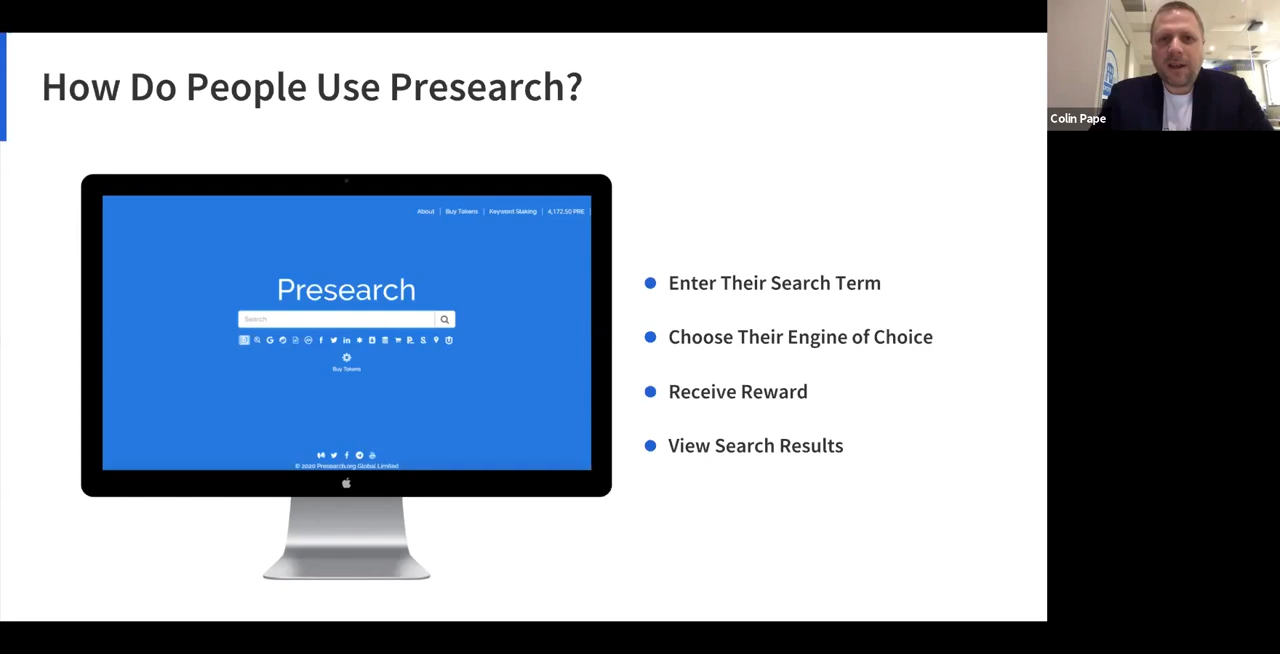 How Do People Use Presearch?
Colin Pape
About | Buy Tokens | Keyword Staking | 4,172.50 PRE |
Presearch
Search
Buy Tokens
© 2020 Presearch.org Global Limited
Enter Their Search Term
Choose Their Engine of Choice
Receive Reward
View Search Results